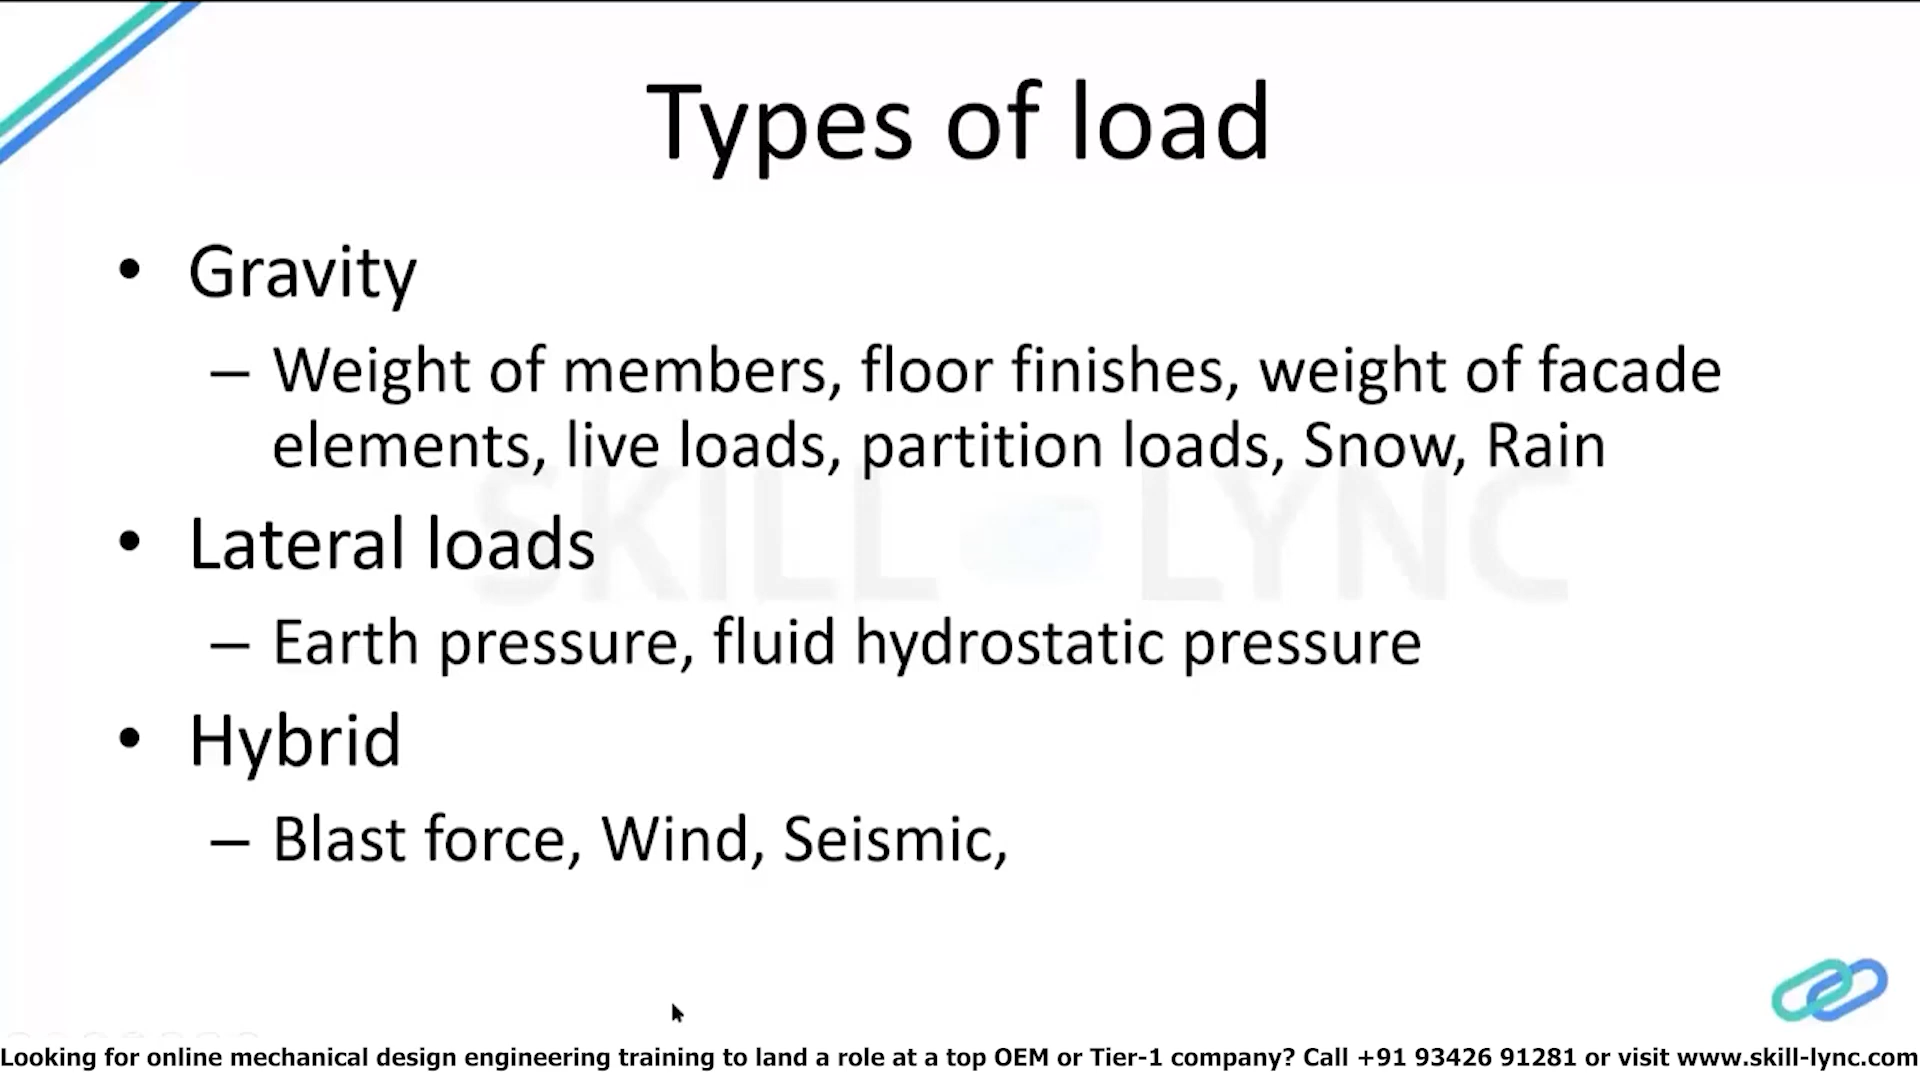 Types of load
• Gravity
– Weight of members, floor finishes, weight of facade
elements, live loads, partition loads, Snow, Rain
SKILL LYNC
• Lateral loads
– Earth pressure, fluid hydrostatic pressure
• Hybrid
– Blast force, Wind, Seismic,
Looking for online mechanical design engineering training to land a role at a top OEM or Tier-1 company? Call +91 93426 91281 or visit www.skill-lync.com